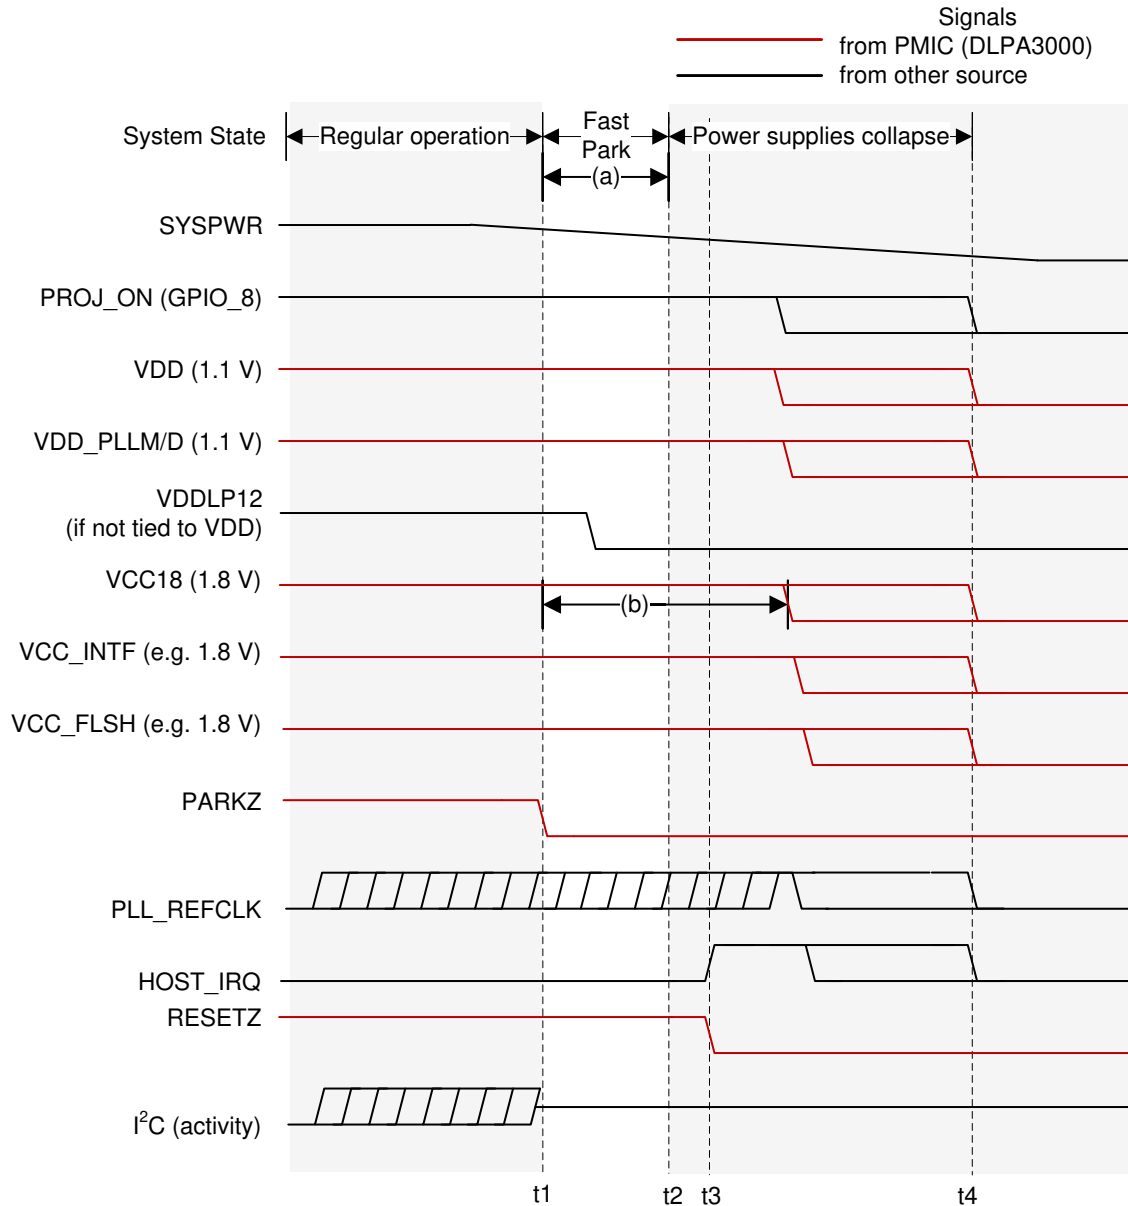 Signals
from PMIC (DLPA3000)
from other source
System State
Regular operation
Fast
Park
(a)
Power supplies collapse
SYSPWR
PROJ_ON (GPIO_8)
VDD (1.1 V)
VDD_PLLM/D (1.1 V)
VDDLP12
(if not tied to VDD)
VCC18 (1.8 V)
(b)
VCC_INTF (e.g. 1.8 V)
VCC_FLSH (e.g. 1.8 V)
PARKZ
PLL_REFCLK
HOST_IRQ
RESETZ
I²C (activity)
t1
t2
t3
t4